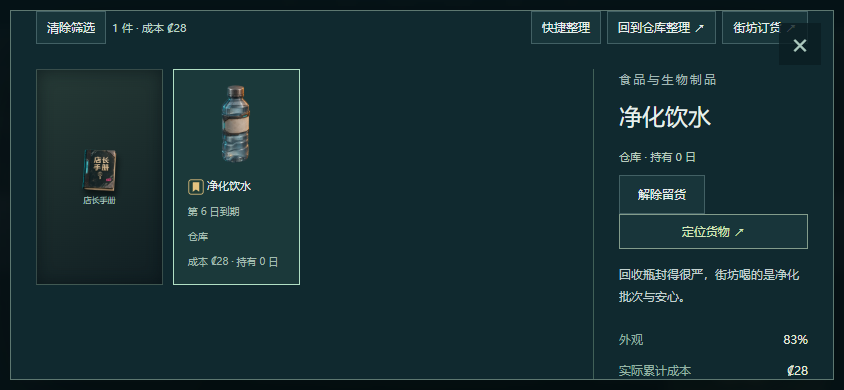 清除筛选
1 件 · 成本 ₡28
快捷整理
回到仓库整理 ↗
街坊订货 ↗
×
店长
手册
店长手册
净化饮水
第 6 日到期
仓库
成本 ₡28 · 持有 0 日
食品与生物制品
净化饮水
仓库 · 持有 0 日
解除留货
定位货物 ↗
回收瓶封得很严，街坊喝的是净化
批次与安心。
外观 83%
实际累计成本 ₡28